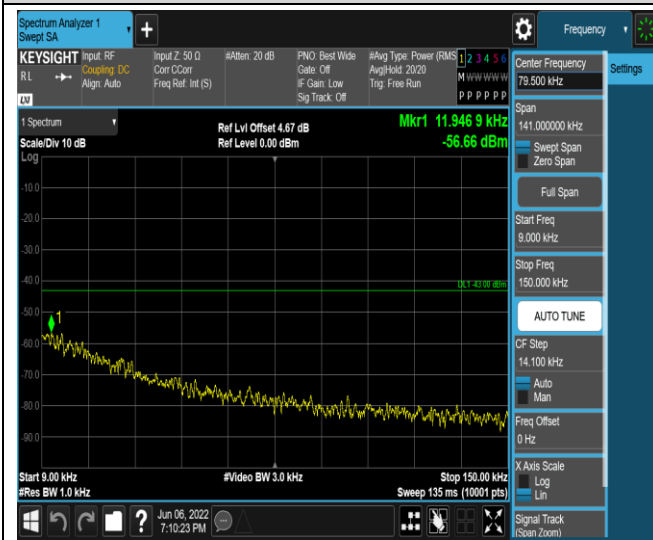 Spectrum Analyzer 1
Swept SA
+
Frequency
KEYSIGHT
RL
LXI
Input: RF
Coupling: DC
Align: Auto
Input Z: 50 Ω
Corr CCorr
Freq Ref: Int (S)
#Atten: 20 dB
PNO: Best Wide
Gate: Off
IF Gain: Low
Sig Track: Off
#Avg Type: Power (RMS
Avg|Hold: 20/20
Trig: Free Run
1 2 3 4 5 6
M W W W W W
P P P P P P
1 Spectrum
Scale/Div 10 dB
Log
Ref Lvl Offset 4.67 dB
Ref Level 0.00 dBm
Mkr1 11.946 9 kHz
-56.66 dBm
-10.0
-20.0
-30.0
-40.0
DL1 -43.00 dBm
-50.0
1
-60.0
-70.0
-80.0
-90.0
Start 9.00 kHz
#Res BW 1.0 kHz
#Video BW 3.0 kHz
Stop 150.00 kHz
Sweep 135 ms (10001 pts)
?
Jun 06, 2022
7:10:23 PM
Center Frequency
79.500 kHz
Settings
Span
141.000000 kHz
Swept Span
Zero Span
Full Span
Start Freq
9.000 kHz
Stop Freq
150.000 kHz
AUTO TUNE
CF Step
14.100 kHz
Auto
Man
Freq Offset
0 Hz
X Axis Scale
Log
Lin
Signal Track
(Span Zoom)